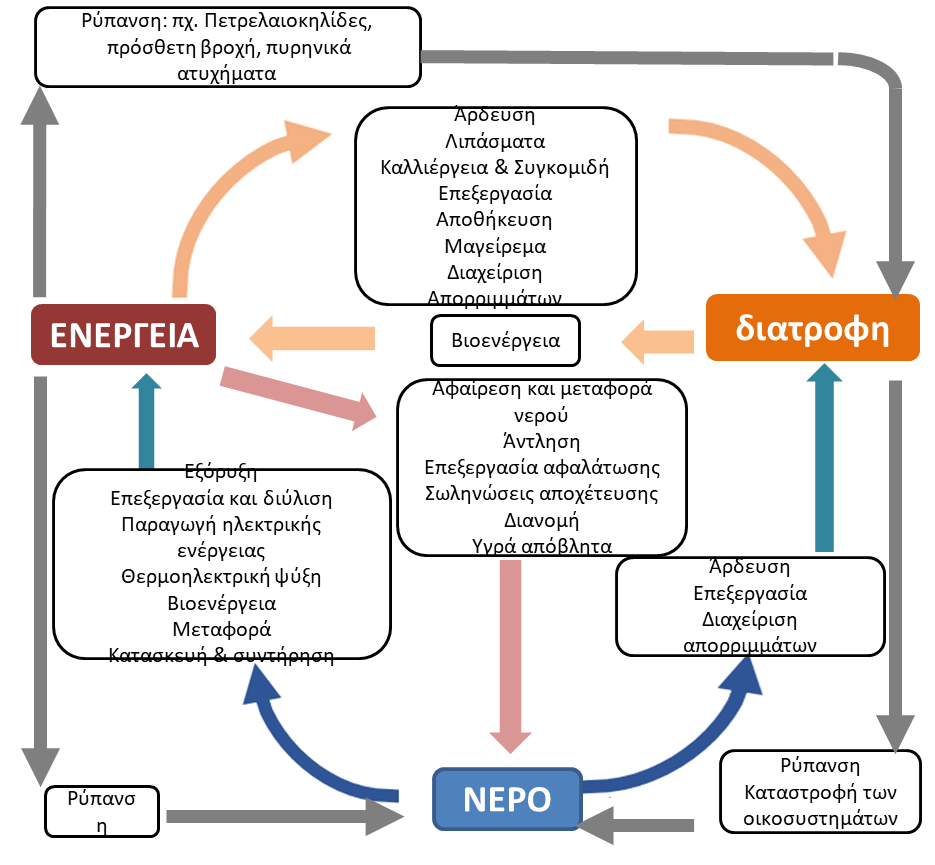 Ρύπανση: πχ. Πετρελαιοκηλίδες,
πρόσθετη βροχή, πυρηνικά
ατυχήματα
Άρδευση
Λιπάσματα
Καλλιέργεια & Συγκομιδή
Επεξεργασία
Αποθήκευση
Μαγείρεμα
Διαχείριση
Απορριμμάτων
ΕΝΕΡΓΕΙΑ
Βιοενέργεια
διατροφη
Αφαίρεση και μεταφορά
νερού
Άντληση
Επεξεργασία αφαλάτωσης
Σωληνώσεις αποχέτευσης
Διανομή
Υγρά απόβλητα
Εξόρυξη
Επεξεργασία και διύλιση
Παραγωγή ηλεκτρικής
ενέργειας
Θερμοηλεκτρική ψύξη
Βιοενέργεια
Μεταφορά
Κατασκευή & συντήρηση
Άρδευση
Επεξεργασία
Διαχείριση
απορριμμάτων
Ρύπανσ
η
ΝΕΡΟ
Ρύπανση
Καταστροφή των
οικοσυστημάτων